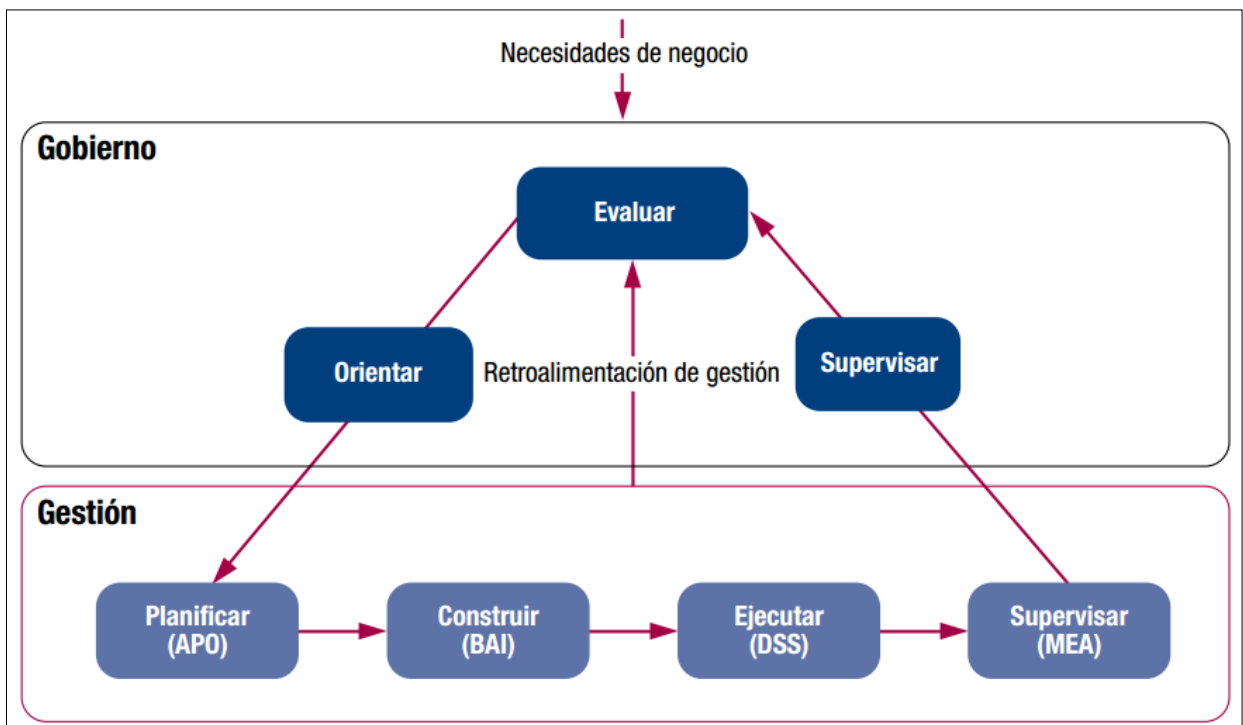 Necesidades de negocio
Gobierno
Evaluar
Orientar
Retroalimentación de gestión
Supervisar
Gestión
Planificar
(APO)
Construir
(BAI)
Ejecutar
(DSS)
Supervisar
(MEA)